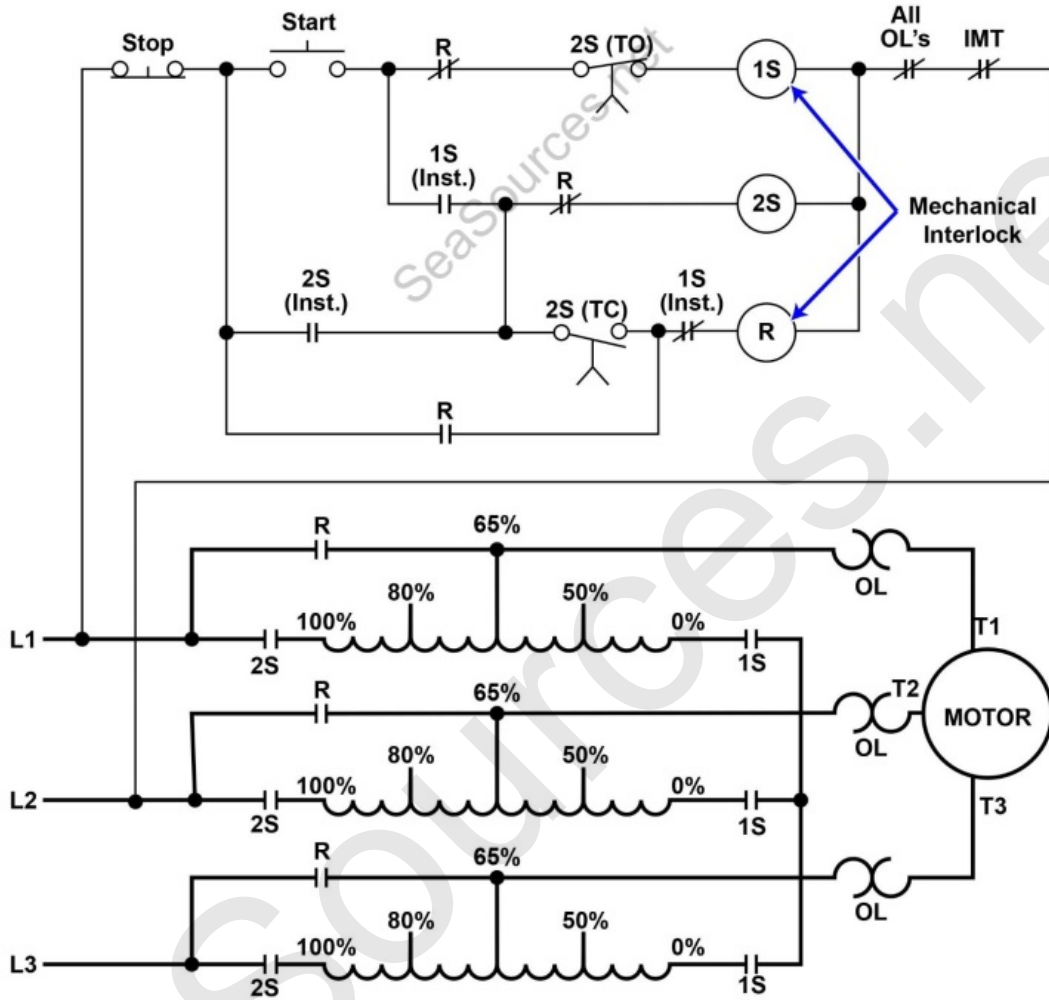 Stop
Start
R
2S (TO)
1S
All
OL's
IMT
1S
(Inst.)
R
2S
Mechanical
Interlock
2S
(Inst.)
2S (TC)
1S
(Inst.)
R
R
SeaSources.net
Sources.net
R
65%
OL
80%
50%
L1
2S
100%
0%
1S
T1
R
65%
OL
T2
MOTOR
80%
50%
L2
2S
100%
0%
1S
T3
R
65%
OL
80%
50%
L3
2S
100%
0%
1S